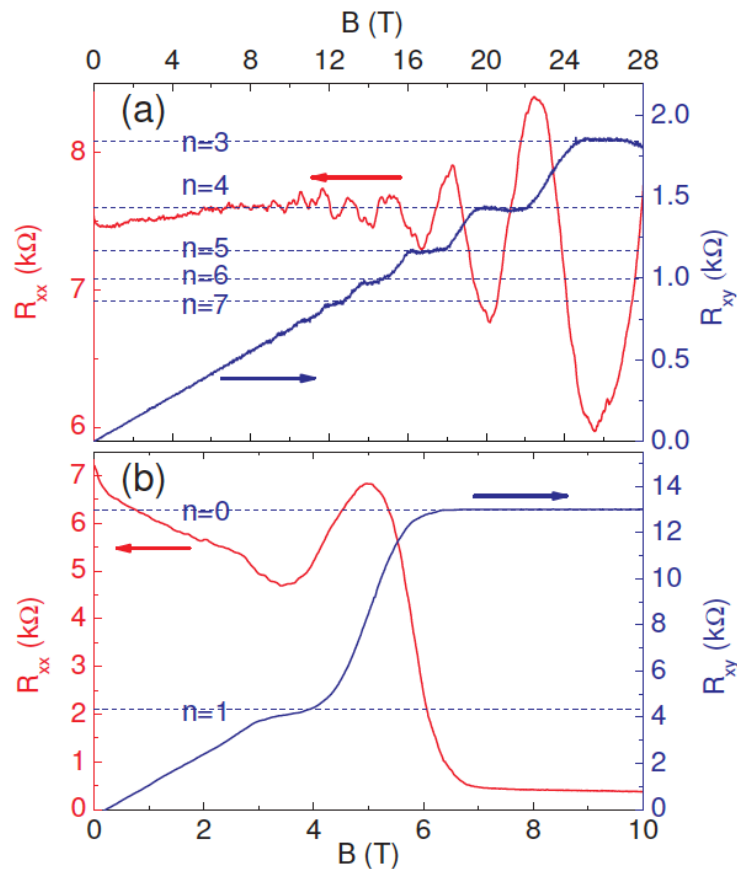 B (T)
0 4 8 12 16 20 24 28
(a)
n=3
n=4
n=5
n=6
n=7
8
7
6
R_xx (kΩ)
2.0
1.5
1.0
0.5
0.0
R_xy (kΩ)
(b)
n=0
n=1
7
6
5
4
3
2
1
0
R_xx (kΩ)
14
12
10
8
6
4
2
0
R_xy (kΩ)
0 2 4 6 8 10
B (T)